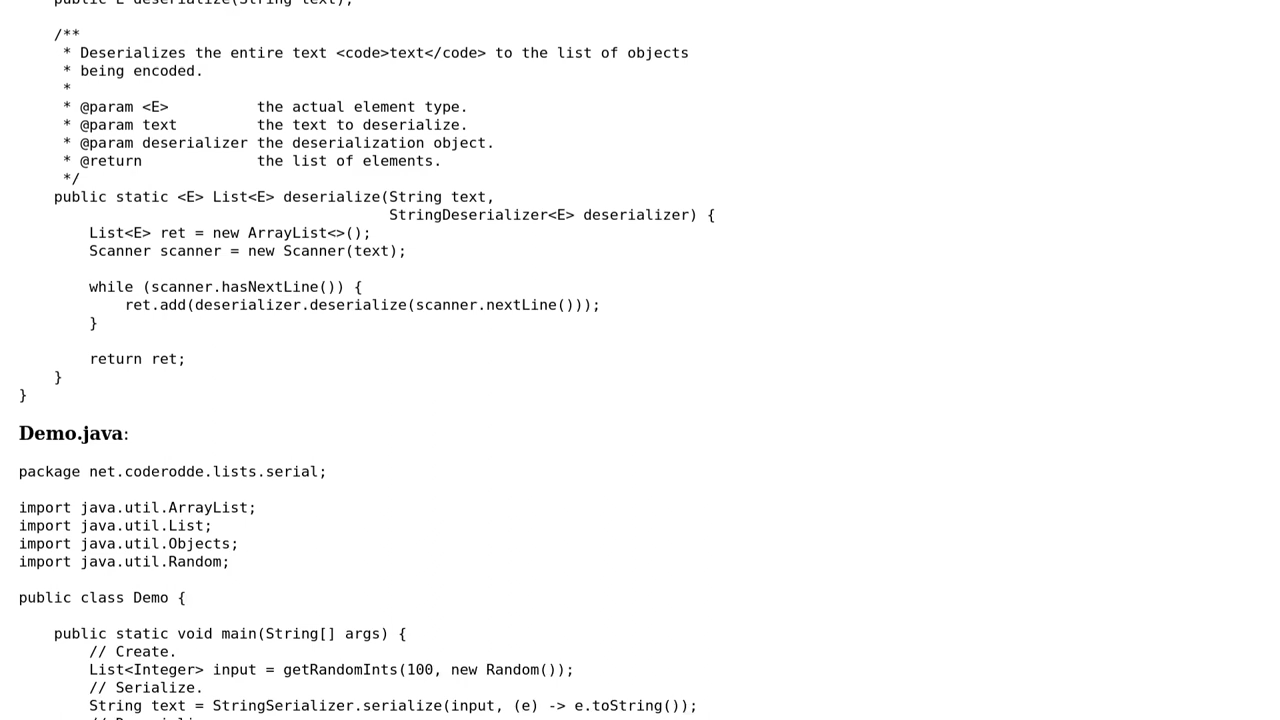 public E deserialize(String text);

    /**
     * Deserializes the entire text <code>text</code> to the list of objects
     * being encoded.
     *
     * @param <E>          the actual element type.
     * @param text         the text to deserialize.
     * @param deserializer the deserialization object.
     * @return             the list of elements.
     */
    public static <E> List<E> deserialize(String text,
                                          StringDeserializer<E> deserializer) {
        List<E> ret = new ArrayList<>();
        Scanner scanner = new Scanner(text);

        while (scanner.hasNextLine()) {
            ret.add(deserializer.deserialize(scanner.nextLine()));
        }

        return ret;
    }
}
Demo.java:
package net.coderodde.lists.serial;

import java.util.ArrayList;
import java.util.List;
import java.util.Objects;
import java.util.Random;

public class Demo {

    public static void main(String[] args) {
        // Create.
        List<Integer> input = getRandomInts(100, new Random());
        // Serialize.
        String text = StringSerializer.serialize(input, (e) -> e.toString());